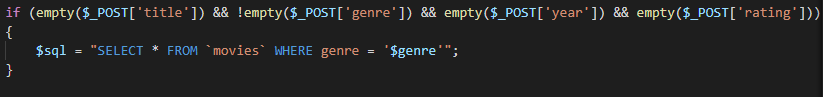 if (empty($_POST['title']) && !empty($_POST['genre']) && empty($_POST['year']) && empty($_POST['rating']))
{
    $sql = "SELECT * FROM `movies` WHERE genre = '$genre'";
}